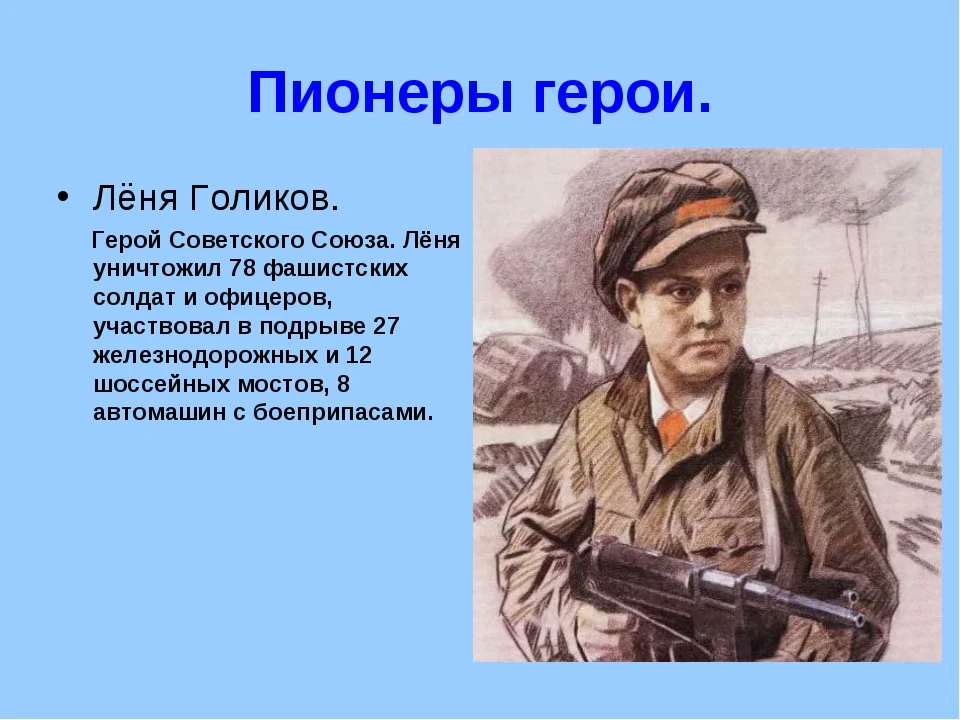 Пионеры герои.
• Лёня Голиков.
Герой Советского Союза. Лёня
уничтожил 78 фашистских
солдат и офицеров,
участвовал в подрыве 27
железнодорожных и 12
шоссейных мостов, 8
автомашин с боеприпасами.